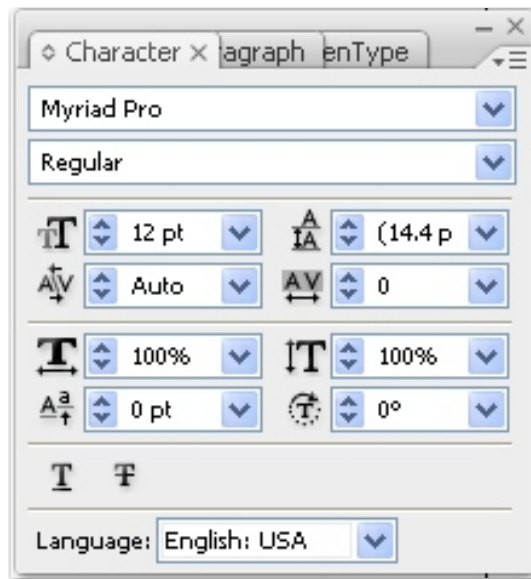 Character ragraph enType
Myriad Pro
Regular
12 pt (14.4 p
Auto 0
100% 100%
0 pt 0°
Language: English: USA